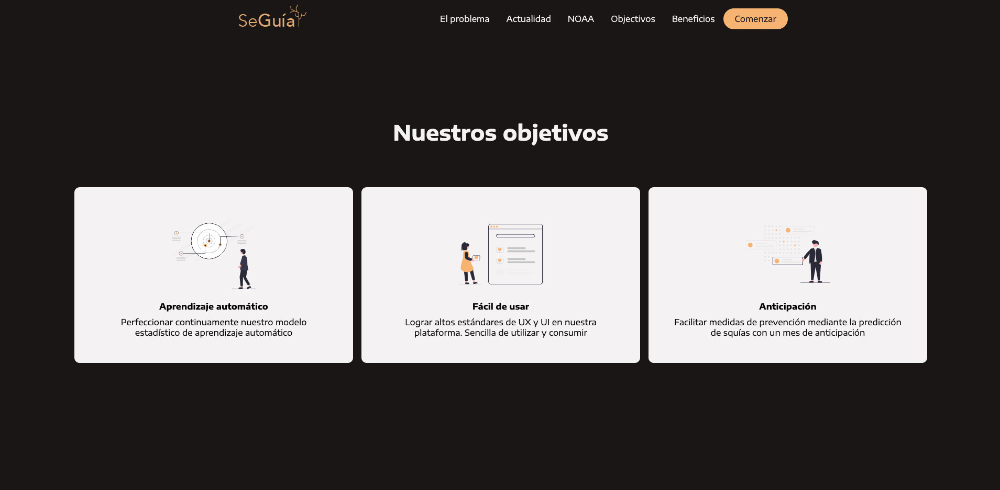 SeGuía
El problema
Actualidad
NOAA
Objectivos
Beneficios
Comenzar
Nuestros objetivos
Aprendizaje automático
Perfeccionar continuamente nuestro modelo
estadístico de aprendizaje automático
Fácil de usar
Lograr altos estándares de UX y UI en nuestra
plataforma. Sencilla de utilizar y consumir
Anticipación
Facilitar medidas de prevención mediante la predicción
de squías con un mes de anticipación